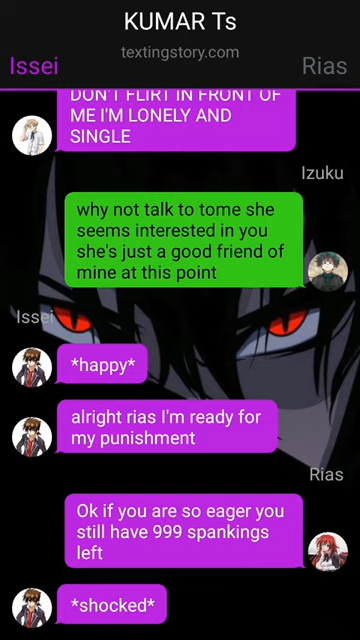 KUMAR Ts
textingstory.com
Issei
Rias
DON'T FLIRT IN FRONT OF
ME I'M LONELY AND
SINGLE
Izuku
why not talk to tome she
seems interested in you
she's just a good friend of
mine at this point
Issei
*happy*
alright rias I'm ready for
my punishment
Rias
Ok if you are so eager you
still have 999 spankings
left
*shocked*